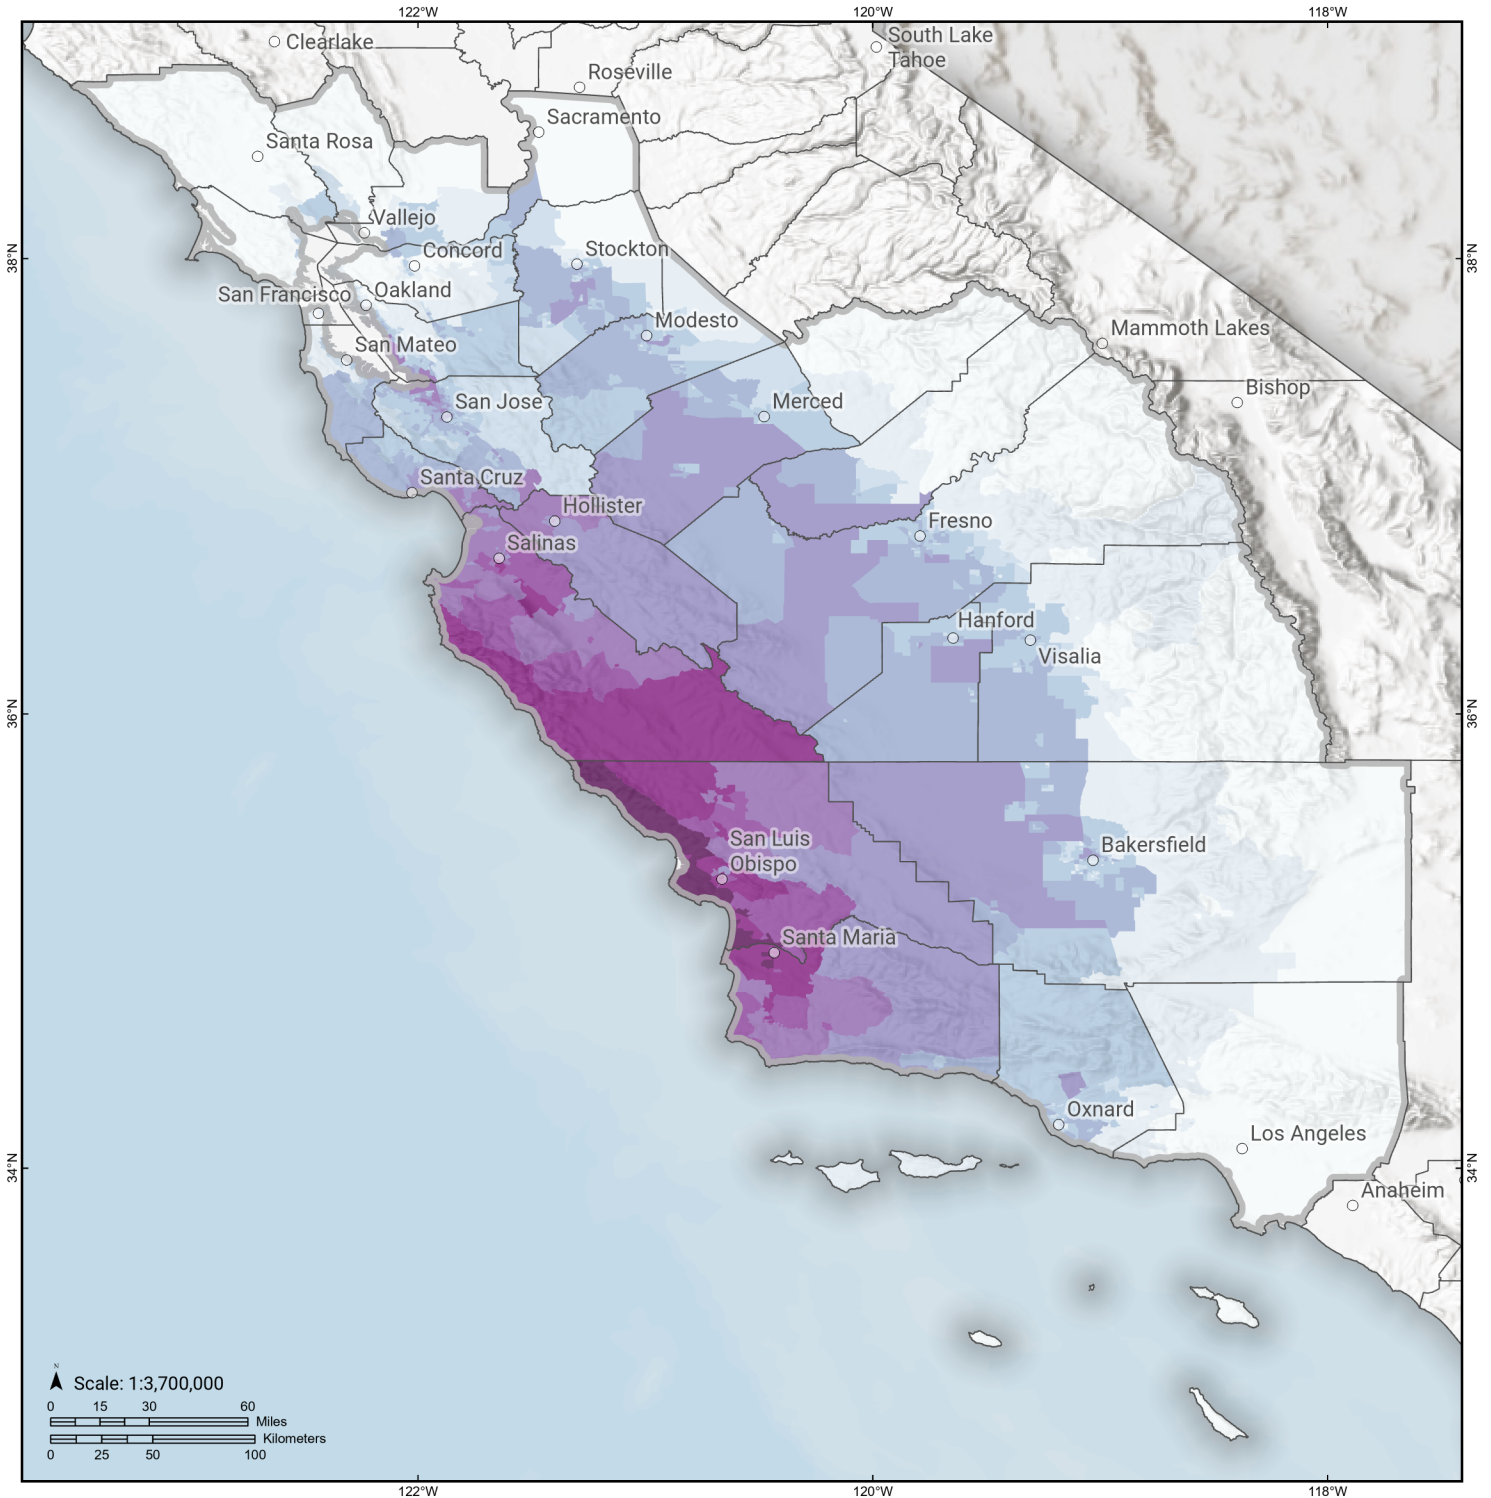 122°W 120°W 118°W
Clearlake
South Lake
Tahoe
Roseville
Sacramento
Santa Rosa
Vallejo
Concord
Stockton
38°N
38°N
Oakland
San Francisco
Modesto
Mammoth Lakes
San Mateo
Bishop
San Jose
Merced
Santa Cruz
Hollister
Fresno
Salinas
Hanford
Visalia
36°N
36°N
San Luis
Obispo
Bakersfield
Santa Maria
Oxnard
Los Angeles
34°N
34°N
Anaheim
N
Scale: 1:3,700,000
0 15 30 60
Miles
Kilometers
0 25 50 100
122°W 120°W 118°W